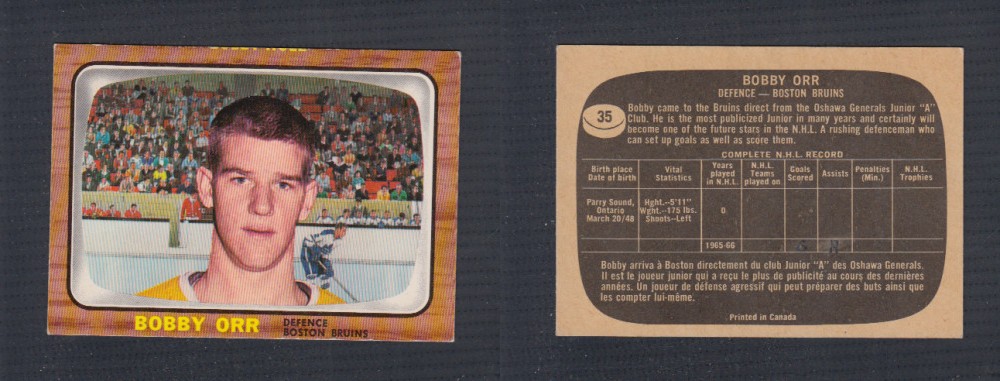 BOBBY ORR
DEFENCE
BOSTON BRUINS
BOBBY ORR
DEFENCE — BOSTON BRUINS
35
Bobby came to the Bruins direct from the Oshawa Generals Junior "A"
Club. He is the most publicized Junior in many years and certainly will
become one of the future stars in the N.H.L. A rushing defenceman who
can set up goals as well as score them.
COMPLETE N.H.L. RECORD
Birth place Date of birth | Vital Statistics | Years played in N.H.L. | N.H.L. Teams played on | Goals Scored | Assists | Penalties (Min.) | N.H.L. Trophies
Parry Sound, Ontario March 20/48 | Hght.–5'11" Wght.–175 lbs. Shoots–Left | 0
1965-66
Bobby arriva à Boston directement du club Junior "A" des Oshawa Generals.
Il est le joueur junior qui a reçu le plus de publicité au cours des dernières
années. Un joueur de défense agressif qui peut préparer des buts ainsi que
les compter lui-même.
Printed in Canada